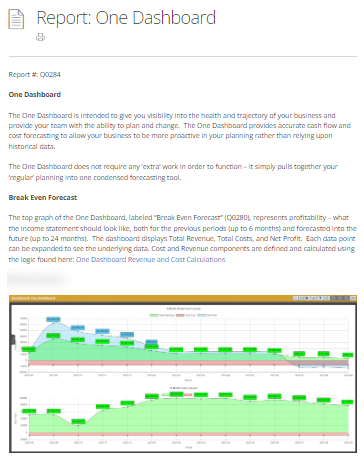 Report: One Dashboard
Report #: Q0284
One Dashboard
The One Dashboard is intended to give you visibility into the health and trajectory of your business and
provide your team with the ability to plan and change. The One Dashboard provides accurate cash flow and
cost forecasting to allow your business to be more proactive in your planning rather than relying upon
historical data.
The One Dashboard does not require any 'extra' work in order to function – it simply pulls together your
'regular' planning into one condensed forecasting tool.
Break Even Forecast
The top graph of the One Dashboard, labeled "Break Even Forecast" (Q0280), represents profitability – what
the income statement should look like, both for the previous periods (up to 6 months) and forecasted into the
future (up to 24 months). The dashboard displays Total Revenue, Total Costs, and Net Profit. Each data point
can be expanded to see the underlying data. Cost and Revenue components are defined and calculated using
the logic found here: One Dashboard Revenue and Cost Calculations
Dashboard: One Dashboard